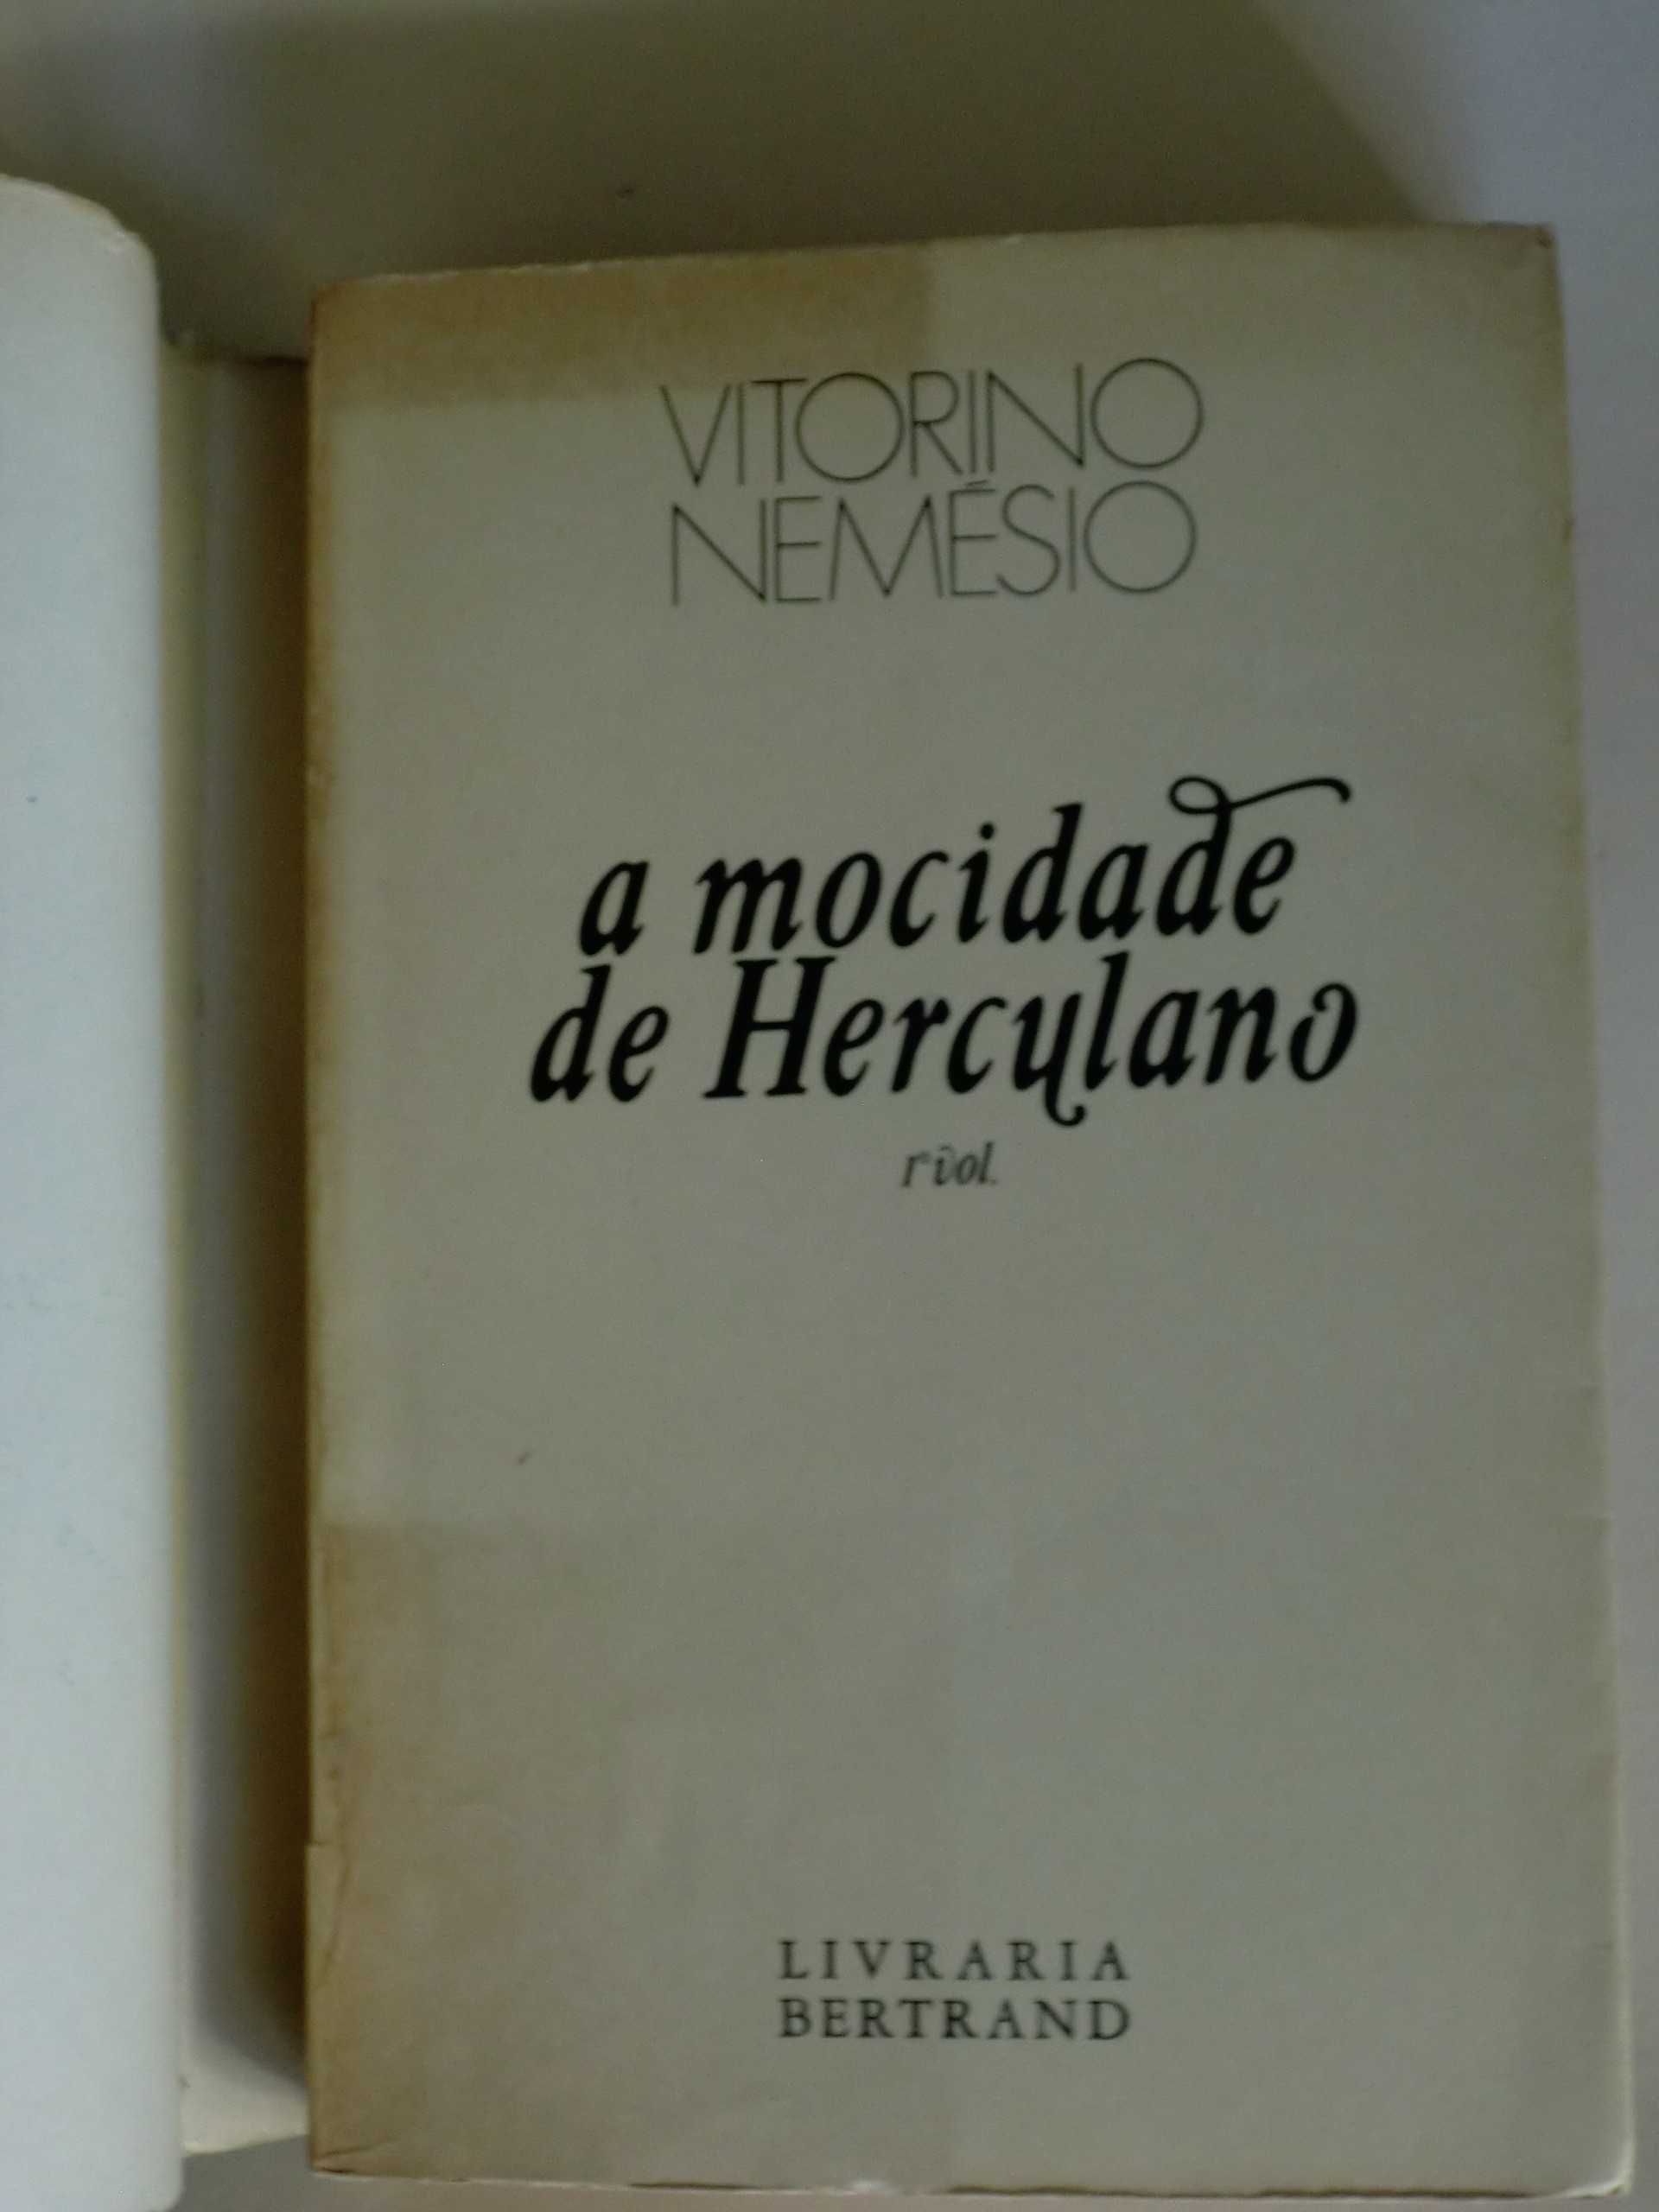 VITORINO
NEMÉSIO
a mocidade
de Herculano
1º vol.
LIVRARIA
BERTRAND